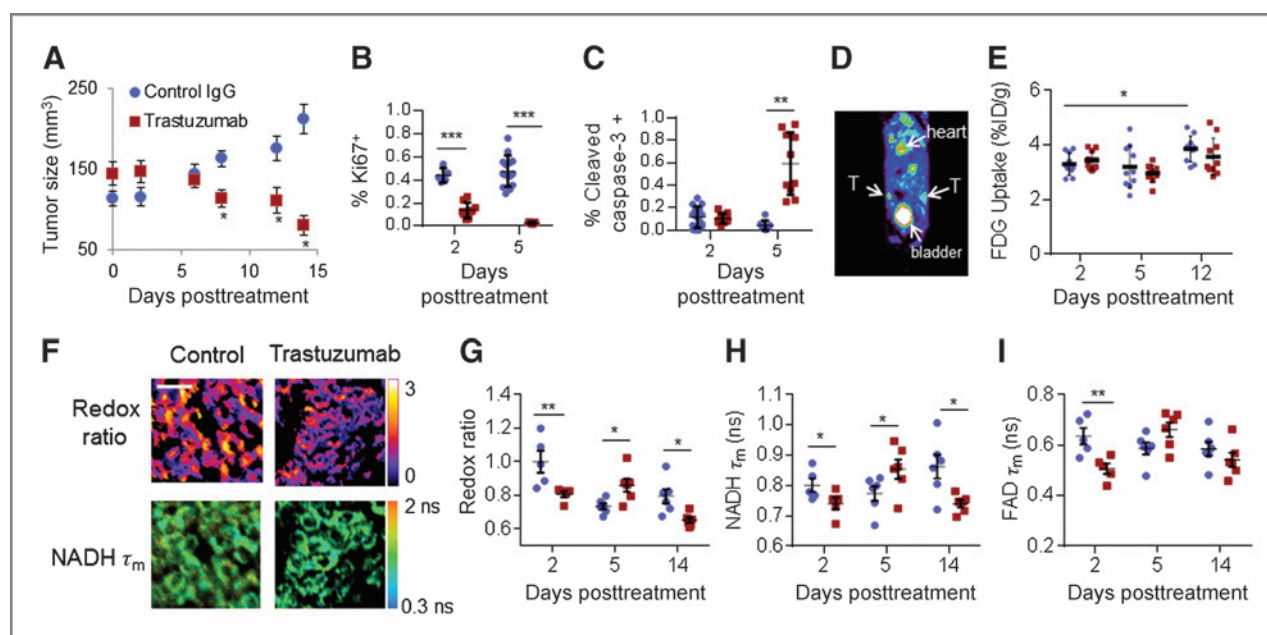 A
Tumor size (mm³)
250
150
50
Control IgG
Trastuzumab
*
*
*
0
5
10
15
Days posttreatment
B
% Ki67⁺
1.0
0.8
0.6
0.4
0.2
0.0
***
***
2
5
Days
posttreatment
C
% Cleaved
caspase-3 +
1.0
0.8
0.6
0.4
0.2
0.0
**
2
5
Days
posttreatment
D
heart
T
T
bladder
E
FDG Uptake (%ID/g)
6
4
2
0
*
2
5
12
Days posttreatment
F
Control
Trastuzumab
Redox
ratio
3
0
NADH τm
2 ns
0.3 ns
G
Redox ratio
1.4
1.2
1.0
0.8
0.6
**
*
*
2
5
14
Days posttreatment
H
NADH τm (ns)
1.1
1.0
0.9
0.8
0.7
0.6
*
*
*
2
5
14
Days posttreatment
I
FAD τm (ns)
0.8
0.6
0.4
0.2
**
2
5
14
Days posttreatment